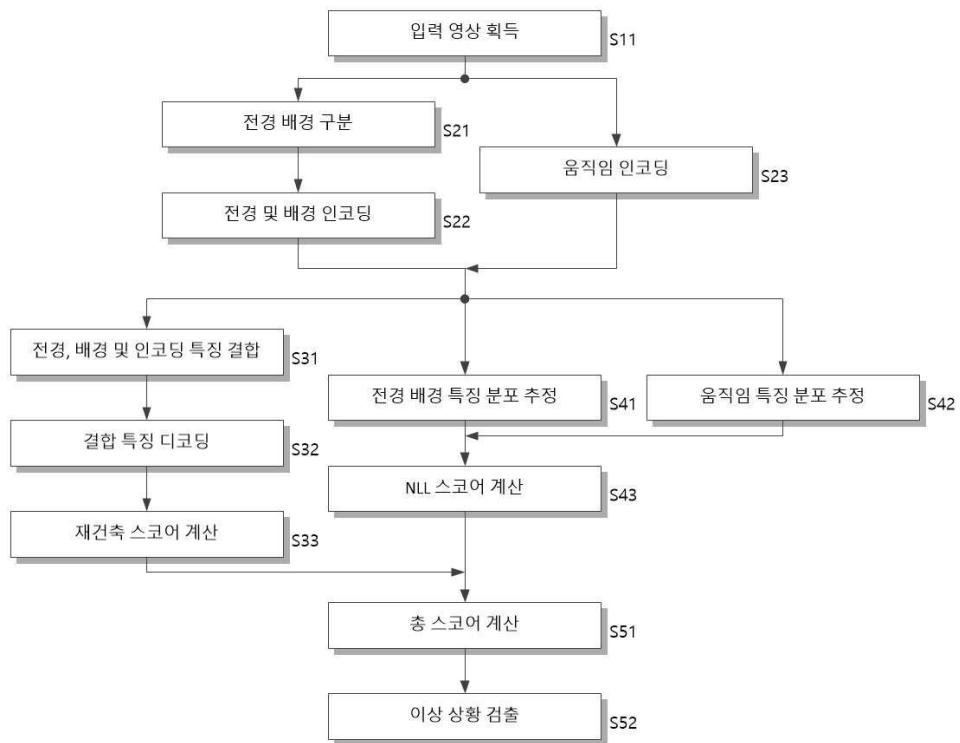 입력 영상 획득
S11
전경 배경 구분
S21
움직임 인코딩
S23
전경 및 배경 인코딩
S22
전경, 배경 및 인코딩 특징 결합
S31
전경 배경 특징 분포 추정
S41
움직임 특징 분포 추정
S42
결합 특징 디코딩
S32
NLL 스코어 계산
S43
재건축 스코어 계산
S33
총 스코어 계산
S51
이상 상황 검출
S52